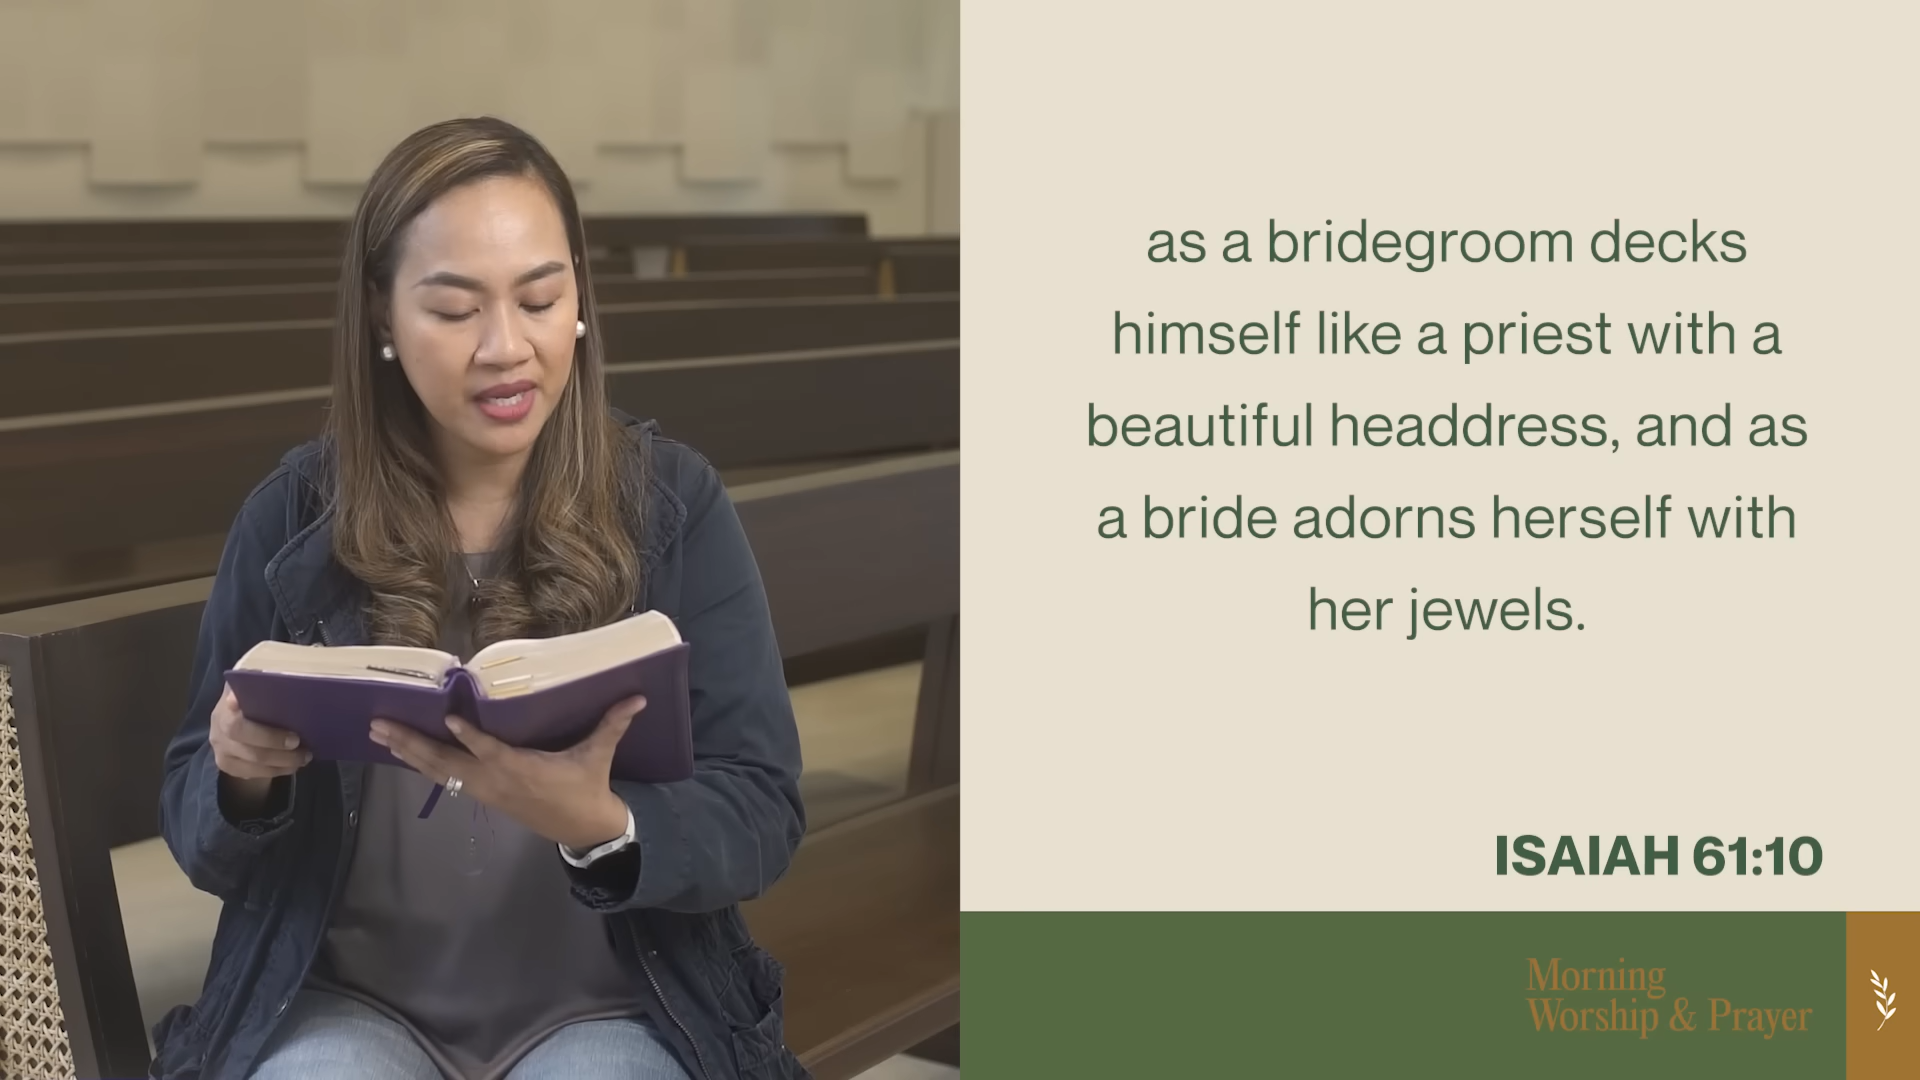 as a bridegroom decks
himself like a priest with a
beautiful headdress, and as
a bride adorns herself with
her jewels.
ISAIAH 61:10
Morning
Worship & Prayer